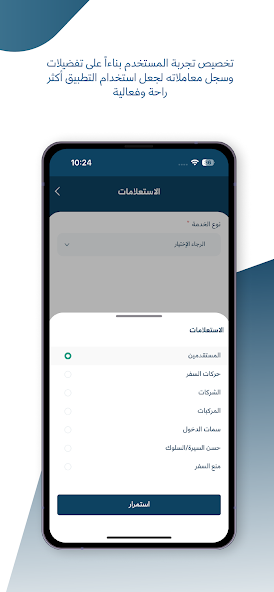 تخصيص تجربة المستخدم بناءاً على تفضيلات
وسجل معاملاته لجعل استخدام التطبيق أكثر
راحة وفعالية
10:24
الاستعلامات
نوع الخدمة *
الرجاء الإختيار
الاستعلامات
المستقدمين
حركات السفر
الشركات
المركبات
سمات الدخول
حسن السيرة/السلوك
منع السفر
استمرار